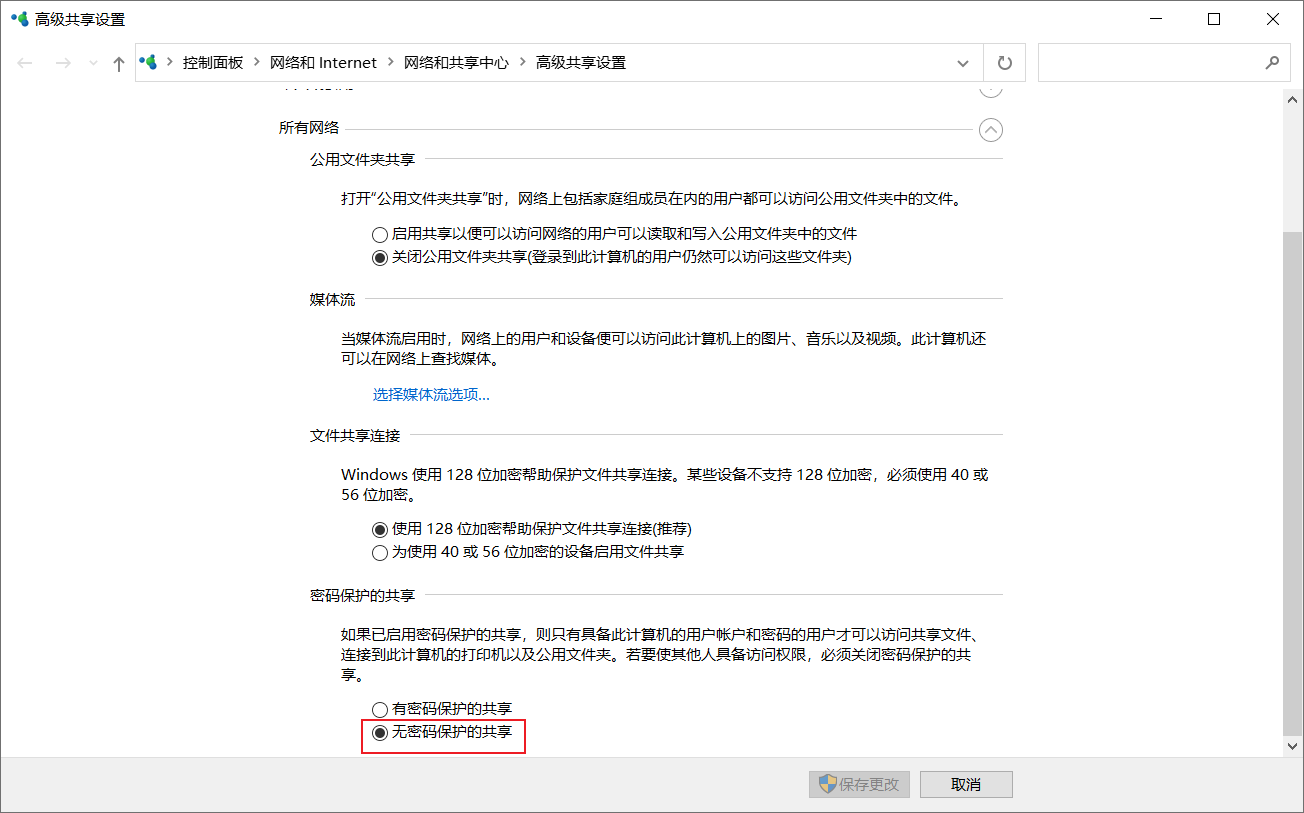 高级共享设置
控制面板 网络和 Internet 网络和共享中心 高级共享设置
所有网络
公用文件夹共享
打开“公用文件夹共享”时，网络上包括家庭组成员在内的用户都可以访问公用文件夹中的文件。
启用共享以便可以访问网络的用户可以读取和写入公用文件夹中的文件
关闭公用文件夹共享(登录到此计算机的用户仍然可以访问这些文件夹)
媒体流
当媒体流启用时，网络上的用户和设备便可以访问此计算机上的图片、音乐以及视频。此计算机还
可以在网络上查找媒体。
选择媒体流选项...
文件共享连接
Windows 使用 128 位加密帮助保护文件共享连接。某些设备不支持 128 位加密，必须使用 40 或
56 位加密。
使用 128 位加密帮助保护文件共享连接(推荐)
为使用 40 或 56 位加密的设备启用文件共享
密码保护的共享
如果已启用密码保护的共享，则只有具备此计算机的用户帐户和密码的用户才可以访问共享文件、
连接到此计算机的打印机以及公用文件夹。若要使其他人具备访问权限，必须关闭密码保护的共
享。
有密码保护的共享
无密码保护的共享
保存更改
取消